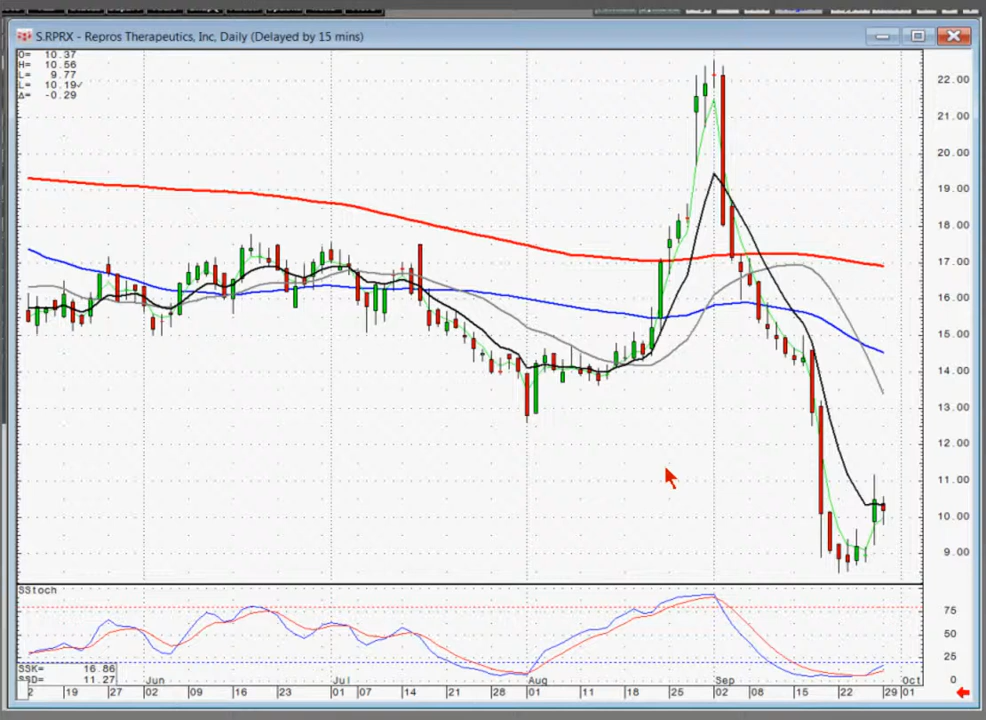 S.RPRX - Repros Therapeutics, Inc, Daily (Delayed by 15 mins)
O= 10.37
H= 10.56
L= 9.77
L= 10.19✓
Δ= -0.29
22.00
21.00
20.00
19.00
18.00
17.00
16.00
15.00
14.00
13.00
12.00
11.00
10.00
9.00
SStoch
75
50
25
0
SSK= 16.86
SSD= 11.27
Jun Jul Aug Sep Oct
2 19 27 02 09 16 23 01 07 14 21 28 01 11 18 25 02 08 15 22 29 01